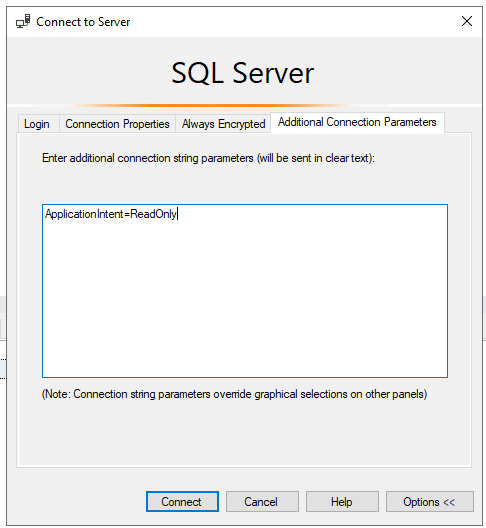 Connect to Server
SQL Server
Login Connection Properties Always Encrypted Additional Connection Parameters
Enter additional connection string parameters (will be sent in clear text):
ApplicationIntent=ReadOnly
(Note: Connection string parameters override graphical selections on other panels)
Connect Cancel Help Options <<